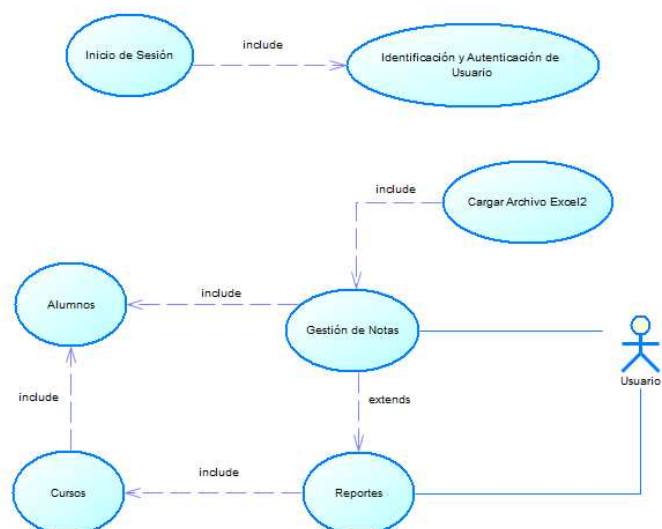 Inicio de Sesión
include
Identificación y Autenticación de
Usuario
include
Cargar Archivo Excel2
Alumnos
include
Gestión de Notas
Usuario
include
extends
Cursos
include
Reportes